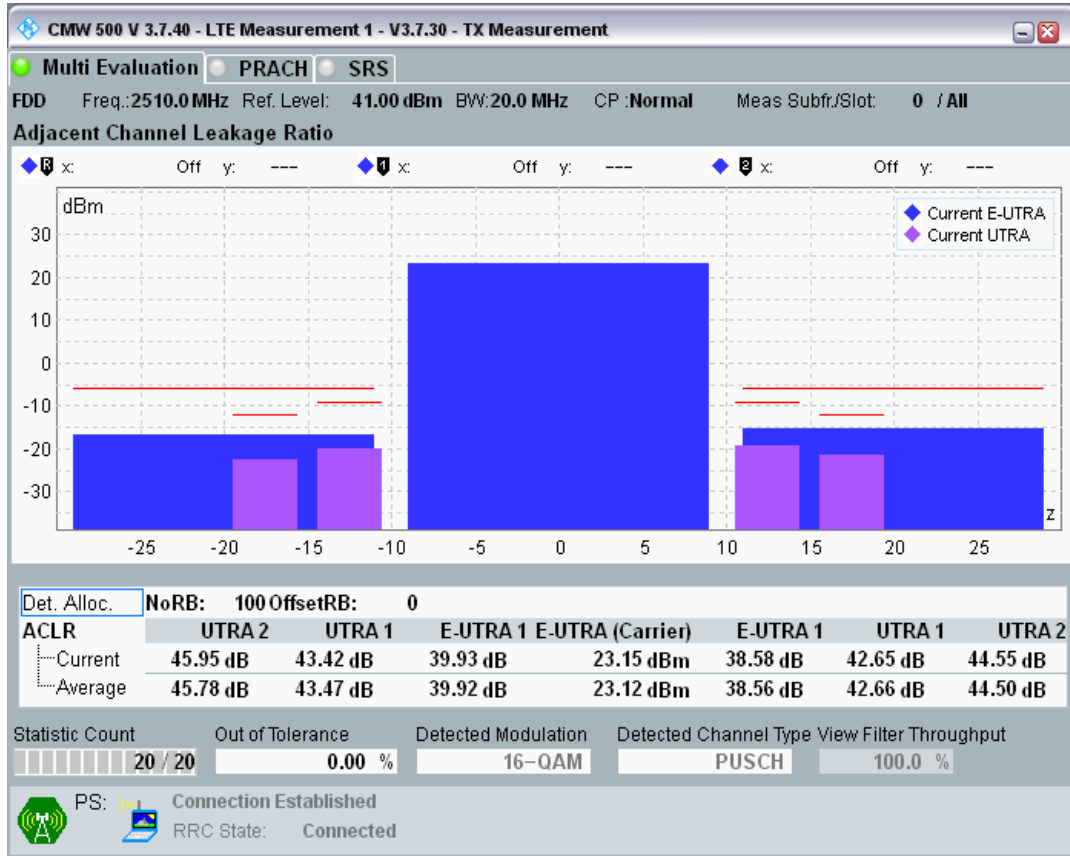 CMW 500 V 3.7.40 - LTE Measurement 1 - V3.7.30 - TX Measurement
Multi Evaluation PRACH SRS
FDD Freq.:2510.0 MHz Ref. Level: 41.00 dBm BW:20.0 MHz CP :Normal Meas Subfr./Slot: 0 / All
Adjacent Channel Leakage Ratio
R x: Off y: --- 1 x: Off y: --- 2 x: Off y: ---
dBm
Current E-UTRA
Current UTRA
30
20
10
0
-10
-20
-30
z
-25 -20 -15 -10 -5 0 5 10 15 20 25
Det. Alloc. NoRB: 100 OffsetRB: 0
ACLR UTRA 2 UTRA 1 E-UTRA 1 E-UTRA (Carrier) E-UTRA 1 UTRA 1 UTRA 2
Current 45.95 dB 43.42 dB 39.93 dB 23.15 dBm 38.58 dB 42.65 dB 44.55 dB
Average 45.78 dB 43.47 dB 39.92 dB 23.12 dBm 38.56 dB 42.66 dB 44.50 dB
Statistic Count Out of Tolerance Detected Modulation Detected Channel Type View Filter Throughput
20 / 20 0.00 % 16-QAM PUSCH 100.0 %
PS: Connection Established
RRC State: Connected